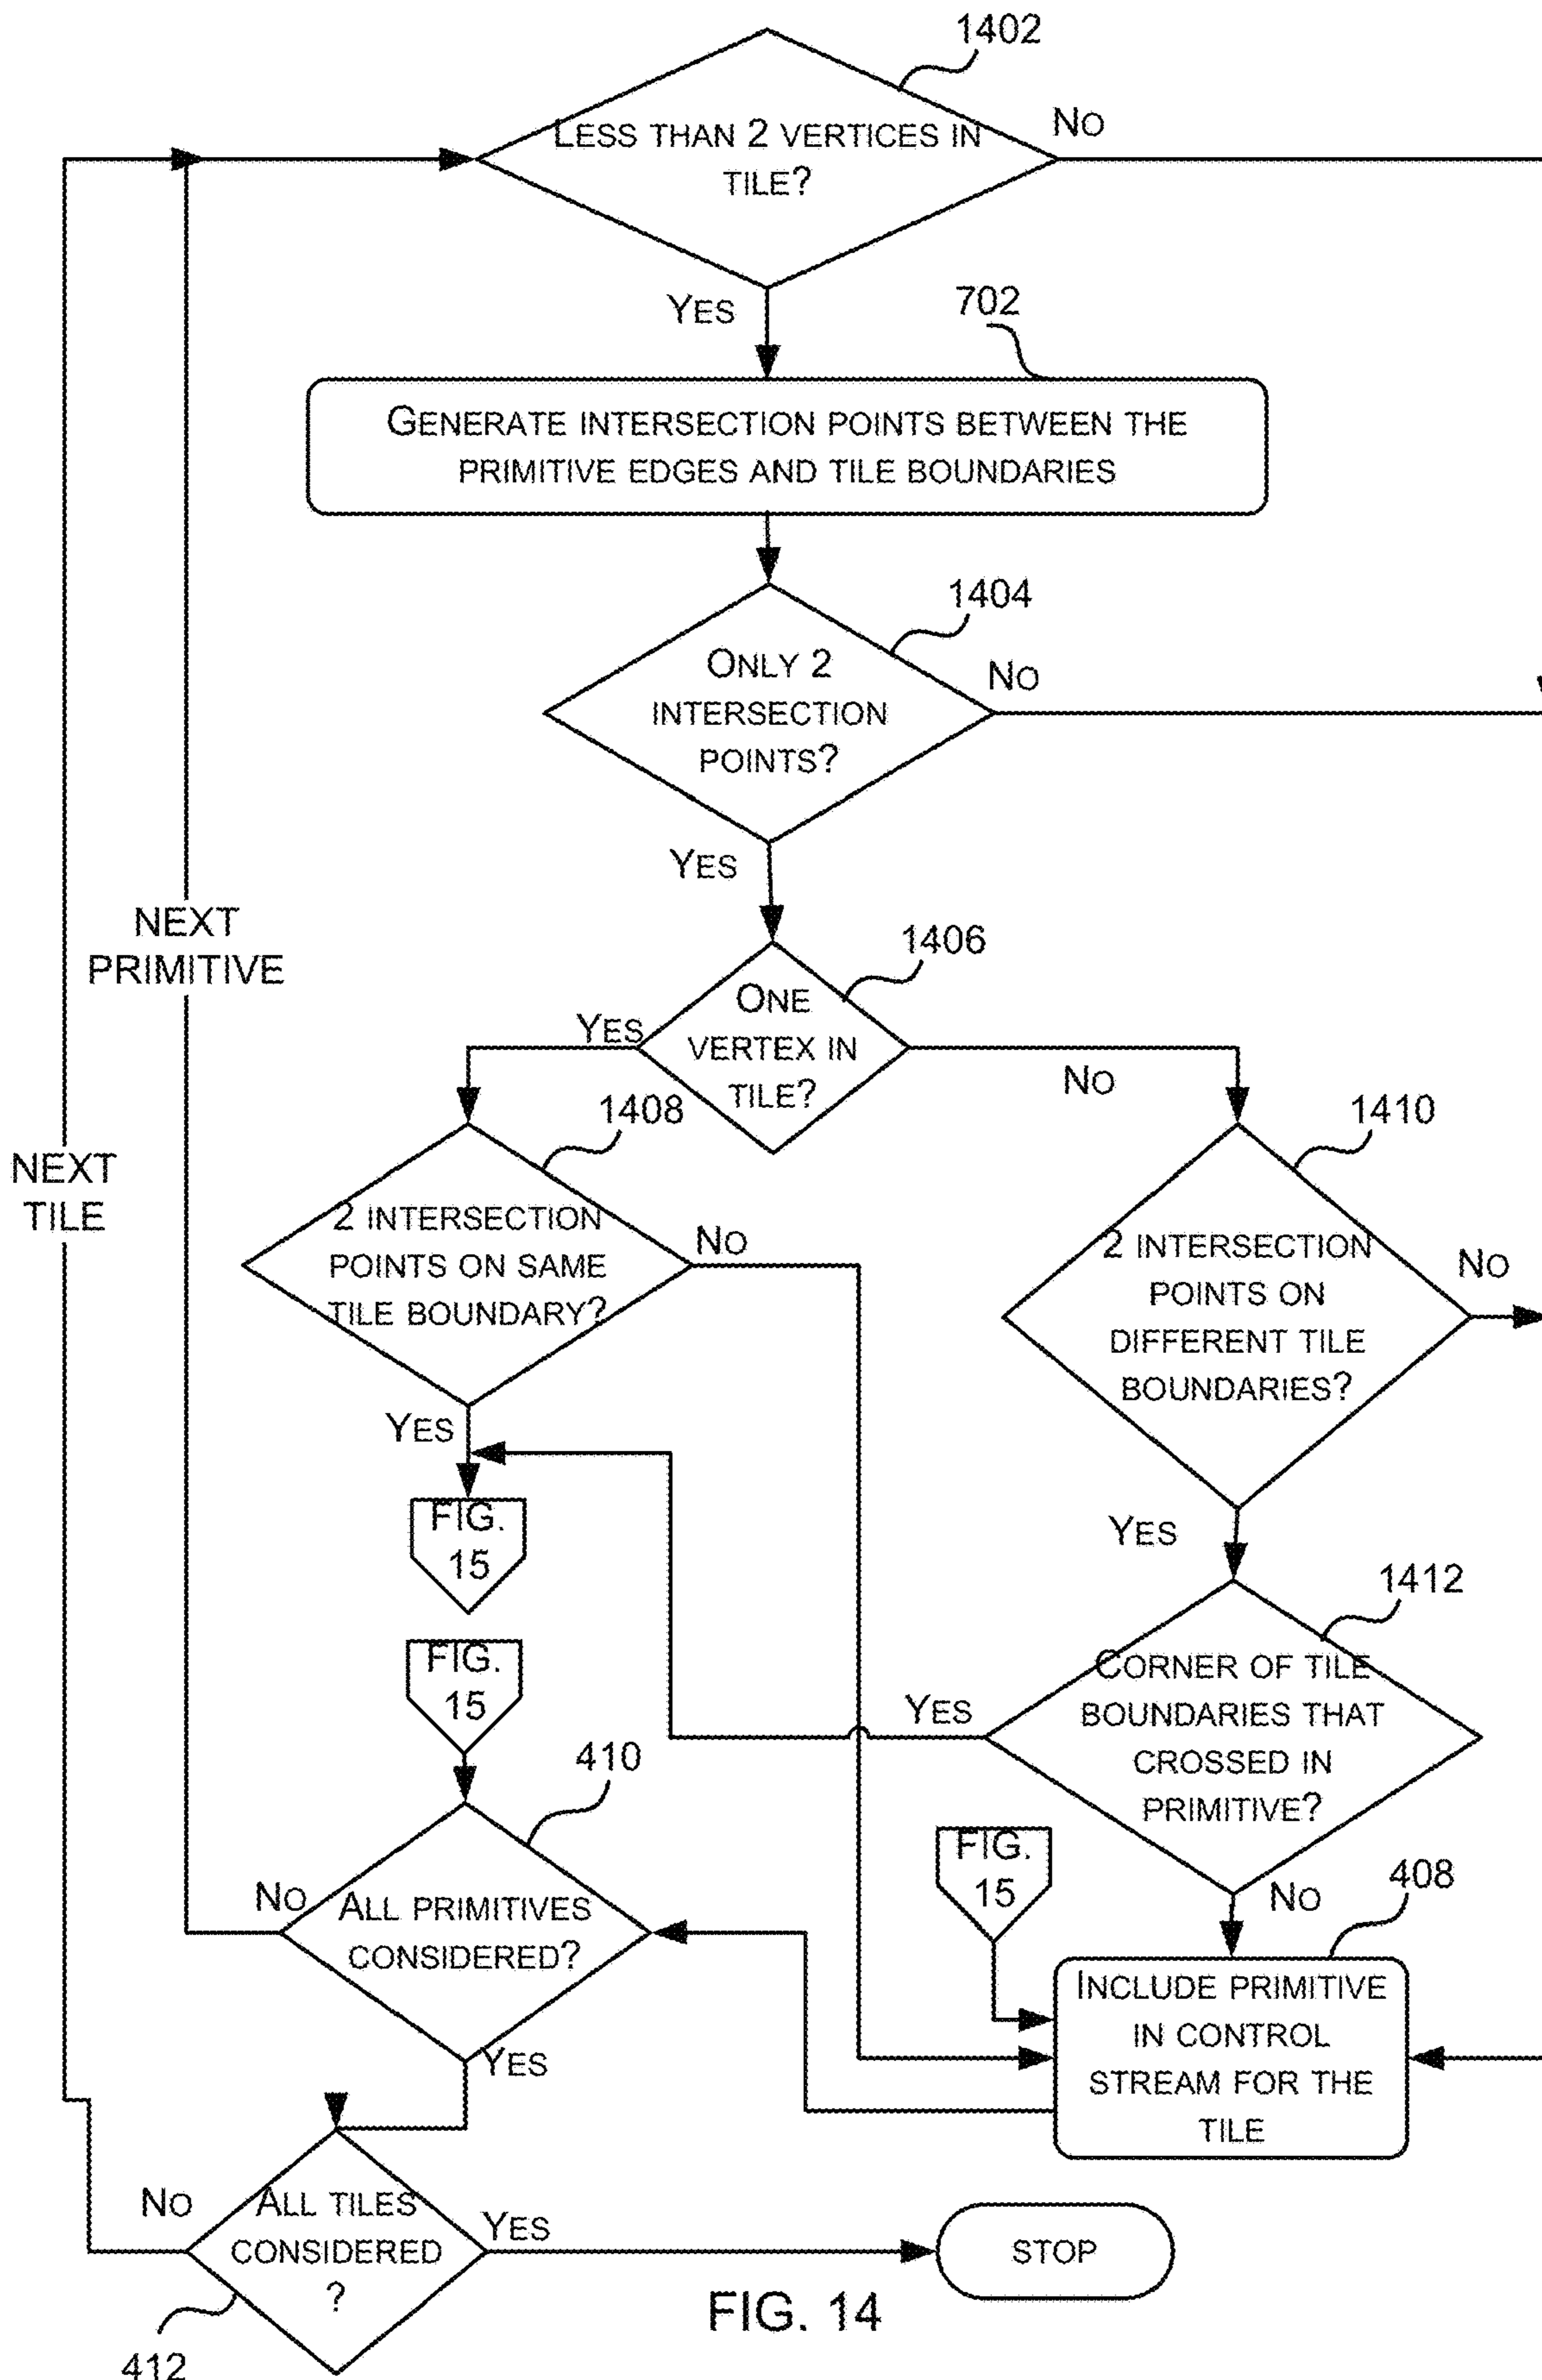 1402
LESS THAN 2 VERTICES IN
TILE?
NO
YES
702
GENERATE INTERSECTION POINTS BETWEEN THE
PRIMITIVE EDGES AND TILE BOUNDARIES
1404
ONLY 2
INTERSECTION
POINTS?
NO
YES
NEXT
PRIMITIVE
1406
ONE
VERTEX IN
TILE?
YES
NO
NEXT
TILE
1408
2 INTERSECTION
POINTS ON SAME
TILE BOUNDARY?
NO
YES
1410
2 INTERSECTION
POINTS ON
DIFFERENT TILE
BOUNDARIES?
NO
YES
FIG.
15
FIG.
15
1412
CORNER OF TILE
BOUNDARIES THAT
CROSSED IN
PRIMITIVE?
YES
NO
410
ALL PRIMITIVES
CONSIDERED?
NO
YES
FIG.
15
408
INCLUDE PRIMITIVE
IN CONTROL
STREAM FOR THE
TILE
NO
ALL TILES
CONSIDERED
?
YES
412
STOP
FIG. 14